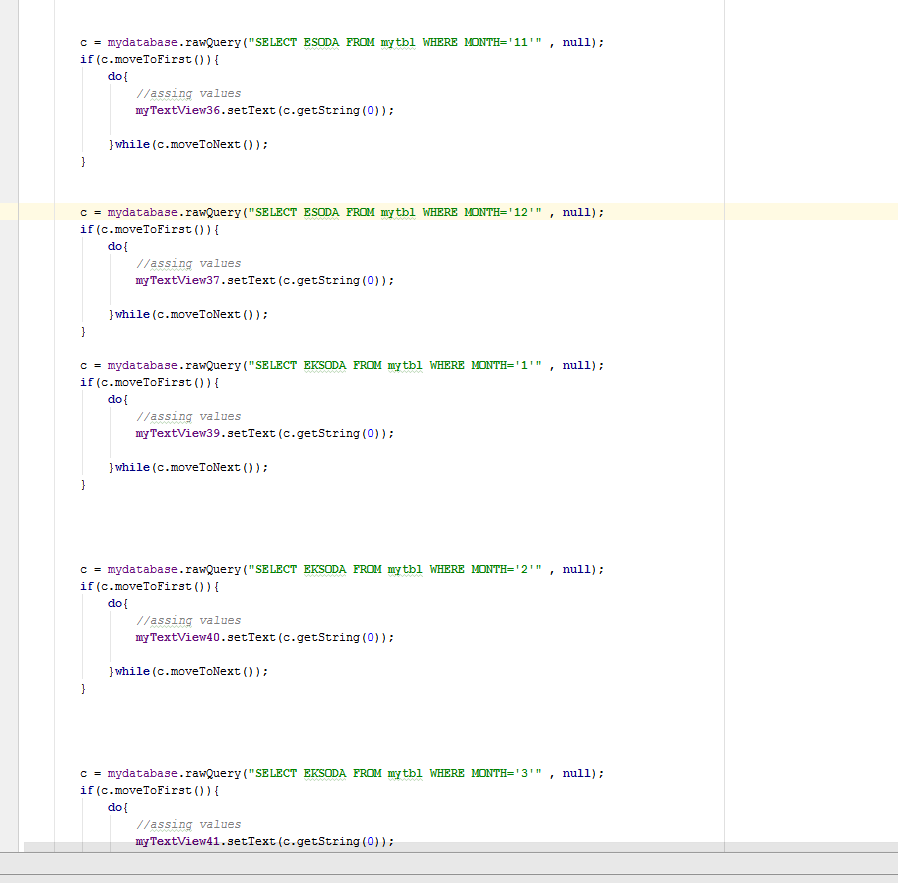 c = mydatabase.rawQuery("SELECT ESODA FROM mytbl WHERE MONTH='11'" , null);
if(c.moveToFirst()){
do{
//assing values
myTextView36.setText(c.getString(0));
}while(c.moveToNext());
}
c = mydatabase.rawQuery("SELECT ESODA FROM mytbl WHERE MONTH='12'" , null);
if(c.moveToFirst()){
do{
//assing values
myTextView37.setText(c.getString(0));
}while(c.moveToNext());
}
c = mydatabase.rawQuery("SELECT EKSODA FROM mytbl WHERE MONTH='1'" , null);
if(c.moveToFirst()){
do{
//assing values
myTextView39.setText(c.getString(0));
}while(c.moveToNext());
}
c = mydatabase.rawQuery("SELECT EKSODA FROM mytbl WHERE MONTH='2'" , null);
if(c.moveToFirst()){
do{
//assing values
myTextView40.setText(c.getString(0));
}while(c.moveToNext());
}
c = mydatabase.rawQuery("SELECT EKSODA FROM mytbl WHERE MONTH='3'" , null);
if(c.moveToFirst()){
do{
//assing values
myTextView41.setText(c.getString(0));